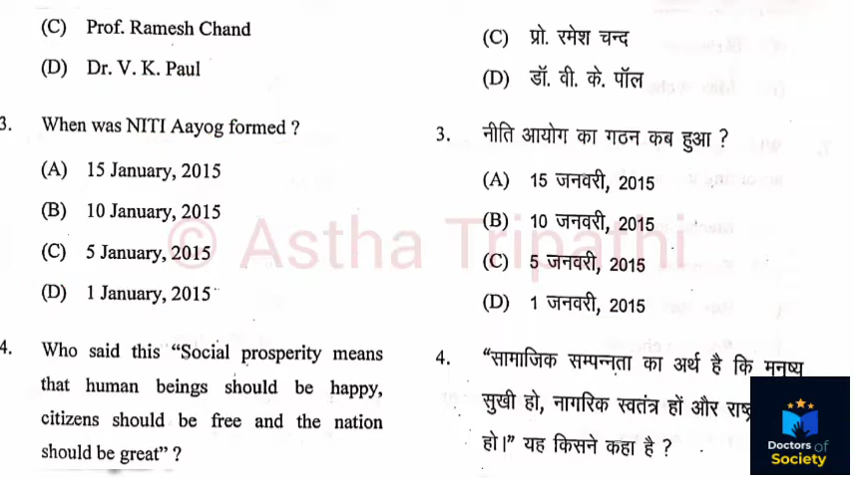 (C) Prof. Ramesh Chand
(D) Dr. V. K. Paul
3. When was NITI Aayog formed ?
(A) 15 January, 2015
(B) 10 January, 2015
(C) 5 January, 2015
(D) 1 January, 2015
4. Who said this “Social prosperity means
that human beings should be happy,
citizens should be free and the nation
should be great” ?
(C) प्रो. रमेश चन्द
(D) डॉ. वी. के. पॉल
3. नीति आयोग का गठन कब हुआ ?
(A) 15 जनवरी, 2015
(B) 10 जनवरी, 2015
(C) 5 जनवरी, 2015
(D) 1 जनवरी, 2015
4. “सामाजिक सम्पन्नता का अर्थ है कि मनुष्य
सुखी हो, नागरिक स्वतंत्र हों और
हो।” यह किसने कहा है ?
© Astha Tripathi
Doctors of
Society